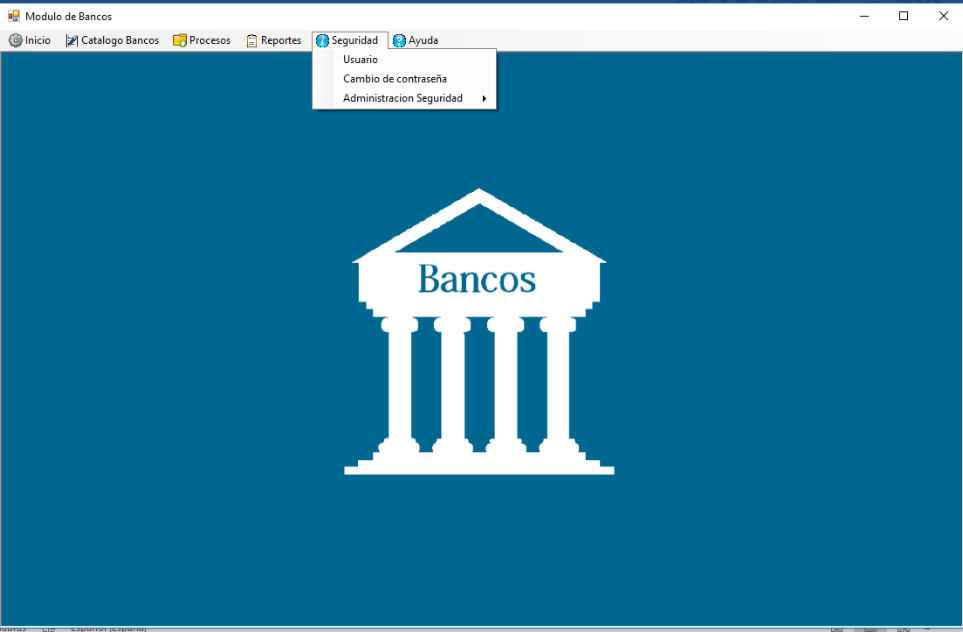 Modulo de Bancos
Inicio Catalogo Bancos Procesos Reportes Seguridad Ayuda
Usuario
Cambio de contraseña
Administracion Seguridad
Bancos